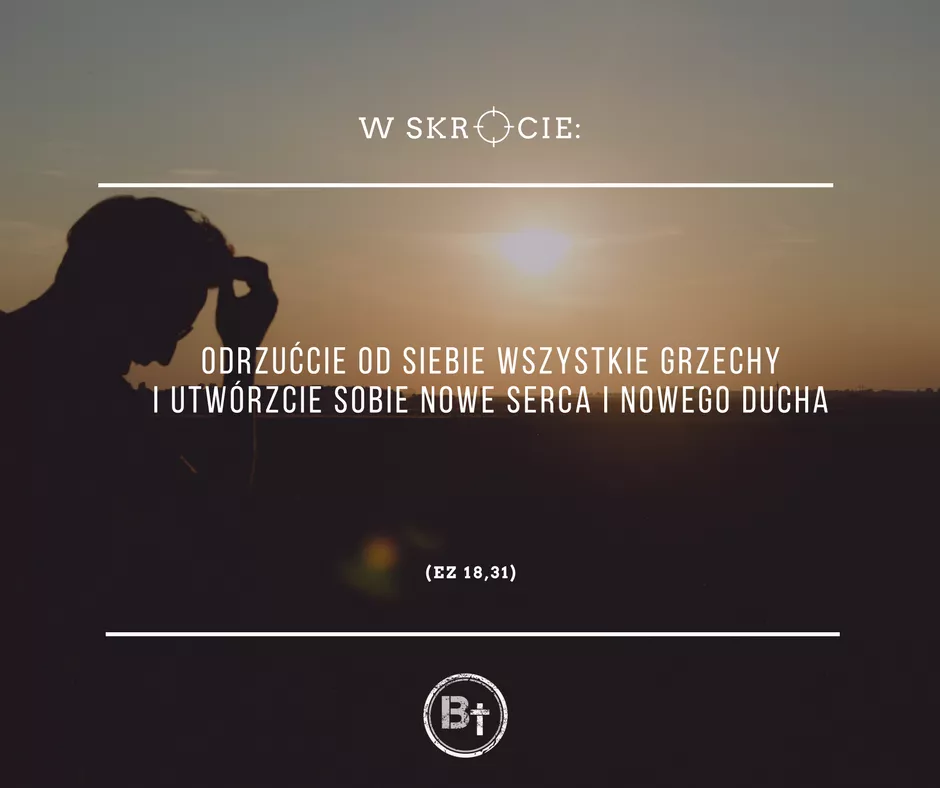 W SKRÓCIE:
ODRZUĆCIE OD SIEBIE WSZYSTKIE GRZECHY
I UTWÓRZCIE SOBIE NOWE SERCA I NOWEGO DUCHA
(EZ 18,31)
B†